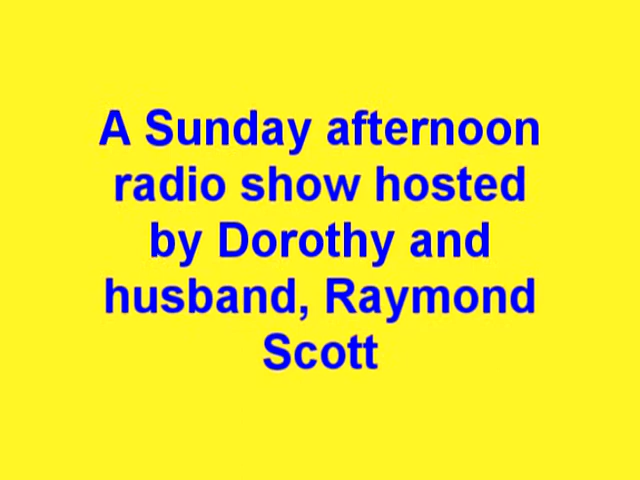 A Sunday afternoon
radio show hosted
by Dorothy and
husband, Raymond
Scott